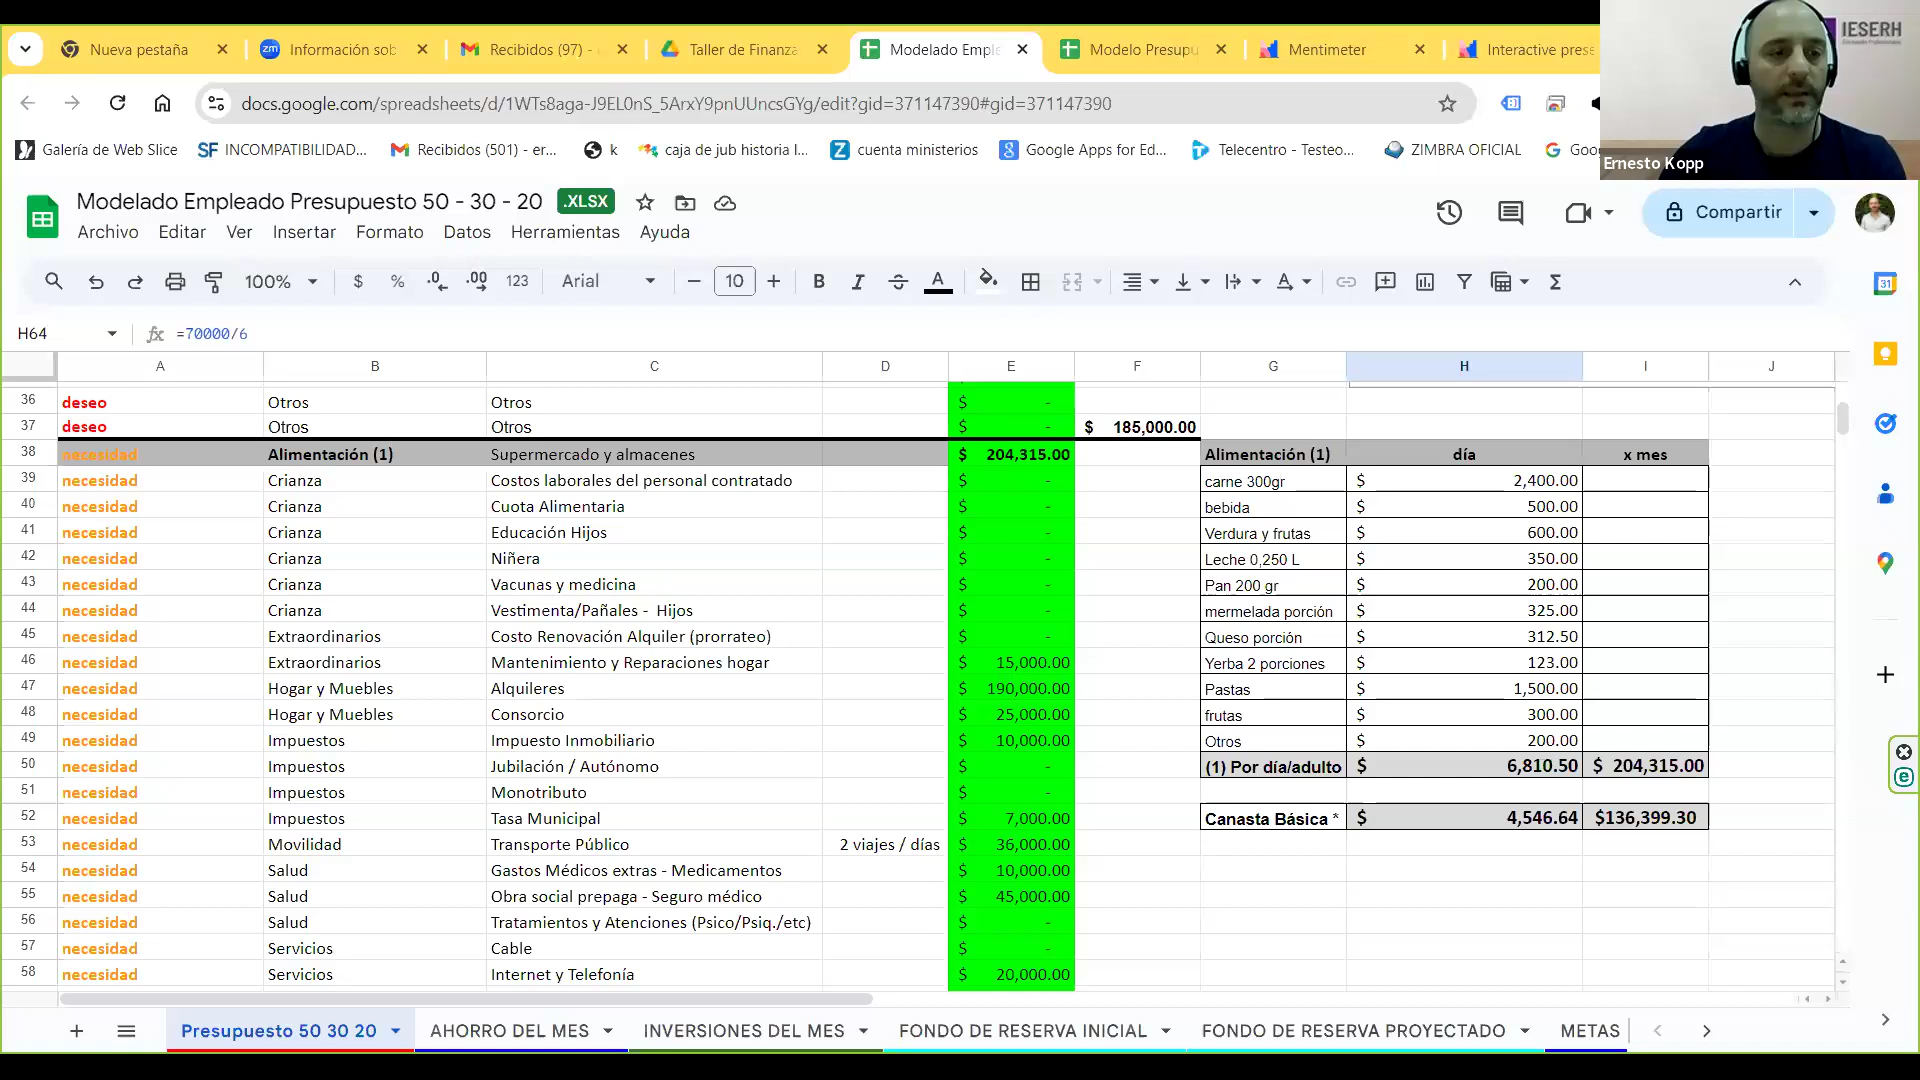 Nueva pestaña
Información sob
Recibidos (97) -
Taller de Finanza
Modelado Emple
Modelo Presupu
Mentimeter
Interactive prese
IESERH
docs.google.com/spreadsheets/d/1WTs8aga-J9EL0nS_5ArxY9pnUUncsGYg/edit?gid=371147390#gid=371147390
Galería de Web Slice
SF INCOMPATIBILIDAD...
Recibidos (501) - er...
k
caja de jub historia l...
cuenta ministerios
Google Apps for Ed...
Telecentro - Testeo...
ZIMBRA OFICIAL
Goo
Ernesto Kopp
Modelado Empleado Presupuesto 50 - 30 - 20 .XLSX
Compartir
Archivo Editar Ver Insertar Formato Datos Herramientas Ayuda
100% $ % .0 .00 123 Arial 10 B I A Σ
31
H64 fx =70000/6
A B C D E F G H I J
36 deseo Otros Otros $ -
37 deseo Otros Otros $ - $ 185,000.00
38 necesidad Alimentación (1) Supermercado y almacenes $ 204,315.00 Alimentación (1) día x mes
39 necesidad Crianza Costos laborales del personal contratado $ - carne 300gr $ 2,400.00
40 necesidad Crianza Cuota Alimentaria $ - bebida $ 500.00
41 necesidad Crianza Educación Hijos $ - Verdura y frutas $ 600.00
42 necesidad Crianza Niñera $ - Leche 0,250 L $ 350.00
43 necesidad Crianza Vacunas y medicina $ - Pan 200 gr $ 200.00
44 necesidad Crianza Vestimenta/Pañales - Hijos $ - mermelada porción $ 325.00
45 necesidad Extraordinarios Costo Renovación Alquiler (prorrateo) $ - Queso porción $ 312.50
46 necesidad Extraordinarios Mantenimiento y Reparaciones hogar $ 15,000.00 Yerba 2 porciones $ 123.00
47 necesidad Hogar y Muebles Alquileres $ 190,000.00 Pastas $ 1,500.00
48 necesidad Hogar y Muebles Consorcio $ 25,000.00 frutas $ 300.00
49 necesidad Impuestos Impuesto Inmobiliario $ 10,000.00 Otros $ 200.00
50 necesidad Impuestos Jubilación / Autónomo $ - (1) Por día/adulto $ 6,810.50 $ 204,315.00
51 necesidad Impuestos Monotributo $ -
52 necesidad Impuestos Tasa Municipal $ 7,000.00 Canasta Básica * $ 4,546.64 $136,399.30
53 necesidad Movilidad Transporte Público 2 viajes / días $ 36,000.00
54 necesidad Salud Gastos Médicos extras - Medicamentos $ 10,000.00
55 necesidad Salud Obra social prepaga - Seguro médico $ 45,000.00
56 necesidad Salud Tratamientos y Atenciones (Psico/Psiq./etc) $ -
57 necesidad Servicios Cable $ -
58 necesidad Servicios Internet y Telefonía $ 20,000.00
Presupuesto 50 30 20 AHORRO DEL MES INVERSIONES DEL MES FONDO DE RESERVA INICIAL FONDO DE RESERVA PROYECTADO METAS